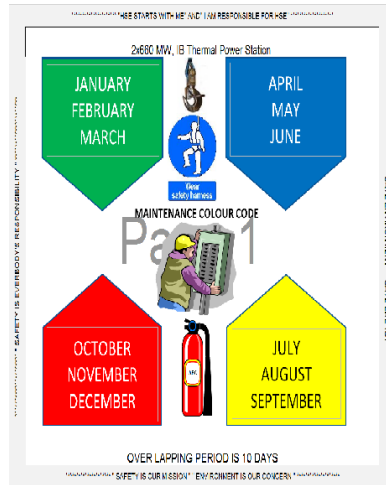 "HSE STARTS WITH ME" AND" I AM RESPONSIBLE FOR HSE"
2x660 MW, IB Thermal Power Station
JANUARY
FEBRUARY
MARCH
APRIL
MAY
JUNE
Wear
safety harness
MAINTENANCE COLOUR CODE
OCTOBER
NOVEMBER
DECEMBER
JULY
AUGUST
SEPTEMBER
OVER LAPPING PERIOD IS 10 DAYS
" SAFETY IS OUR MISSION" " ENVIRONMENT IS OUR CONCERN "
" SAFETY IS EVERYBODY'S RESPONSIBILITY "